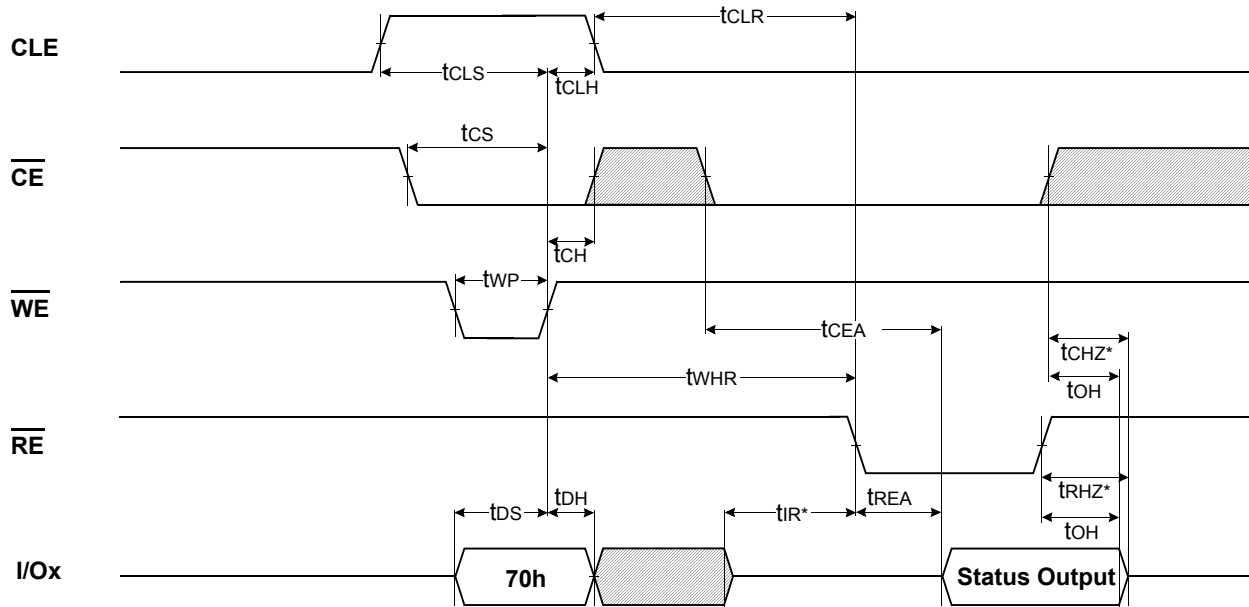 tCLR
CLE
tCLS
tCLH
tCS
CE
tCH
tWP
WE
tCEA
tCHZ*
tWHR
tOH
RE
tDH
tRHZ*
tDS
tIR*
tREA
tOH
I/Ox
70h
Status Output